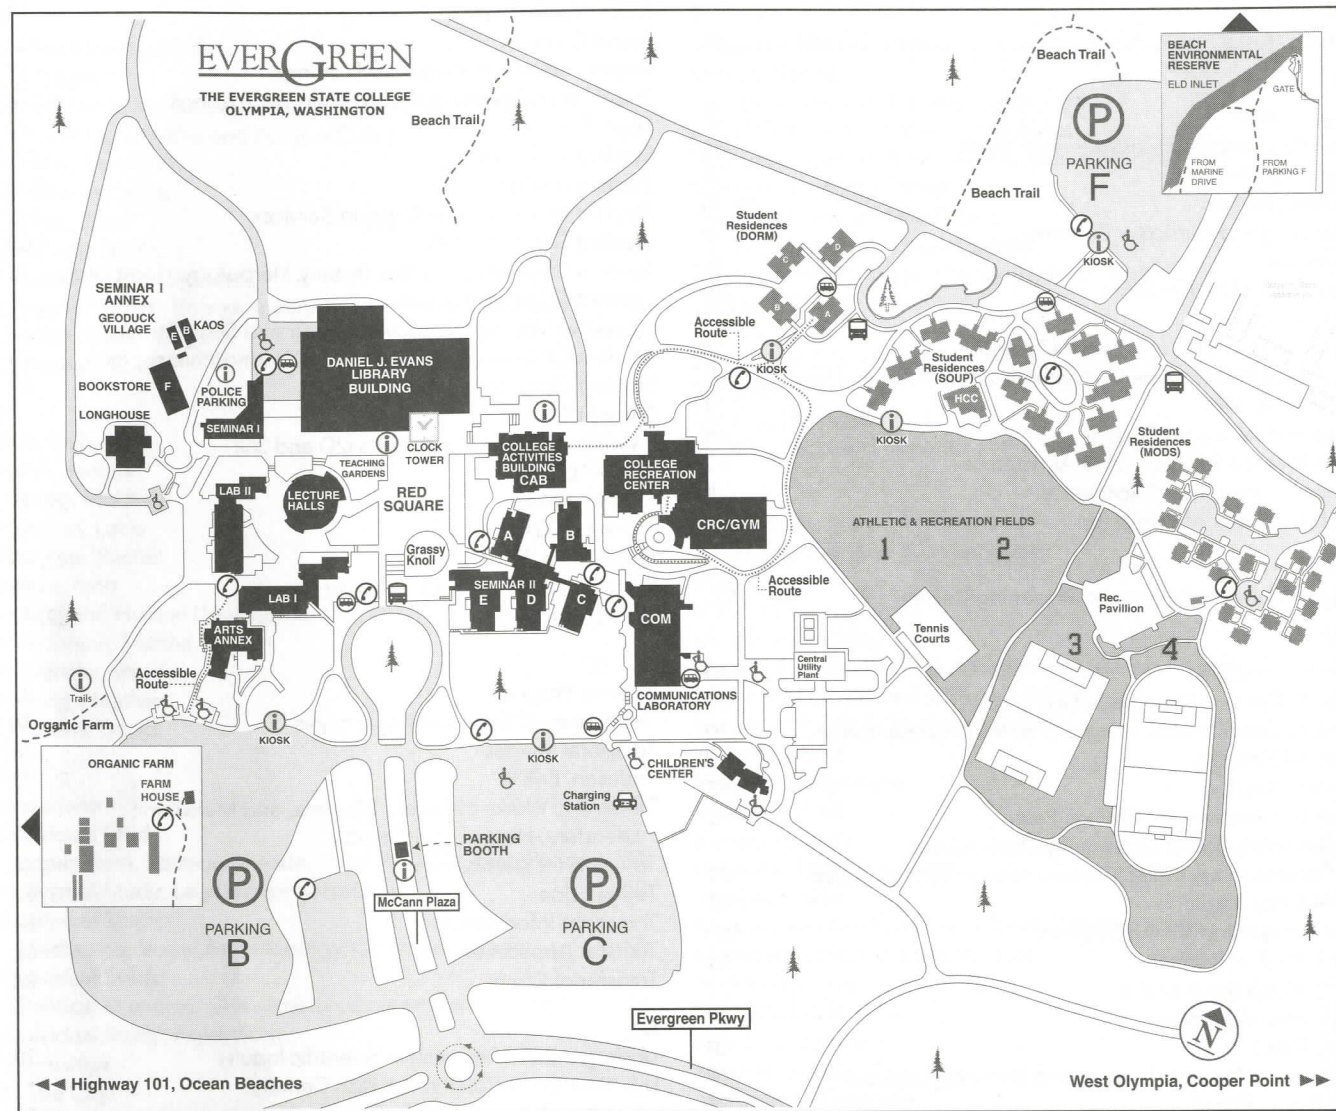 EVERGREEN
THE EVERGREEN STATE COLLEGE
OLYMPIA, WASHINGTON
Beach Trail
Beach Trail
Beach Trail
P
PARKING
F
KIOSK
BEACH
ENVIRONMENTAL
RESERVE
ELD INLET
GATE
FROM
MARINE
DRIVE
FROM
PARKING F
Student
Residences
(DORM)
C
D
B
A
SEMINAR I
ANNEX
GEODUCK
VILLAGE
E
B
KAOS
BOOKSTORE
F
LONGHOUSE
POLICE
PARKING
SEMINAR I
DANIEL J. EVANS
LIBRARY
BUILDING
CLOCK
TOWER
TEACHING
GARDENS
RED
SQUARE
Accessible
Route
KIOSK
Student
Residences
(SOUP)
HCC
KIOSK
Student
Residences
(MODS)
COLLEGE
ACTIVITIES
BUILDING
CAB
COLLEGE
RECREATION
CENTER
CRC/GYM
LAB II
LECTURE
HALLS
LAB I
Grassy
Knoll
A
B
SEMINAR II
E
D
C
COM
Accessible
Route
ATHLETIC & RECREATION FIELDS
1
2
Rec.
Pavillion
3
4
Tennis
Courts
Central
Utility
Plant
ARTS
ANNEX
Accessible
Route
Trails
Organic Farm
KIOSK
KIOSK
COMMUNICATIONS
LABORATORY
CHILDREN'S
CENTER
Charging
Station
ORGANIC FARM
FARM
HOUSE
PARKING
BOOTH
McCann Plaza
P
PARKING
B
P
PARKING
C
Evergreen Pkwy
N
Highway 101, Ocean Beaches
West Olympia, Cooper Point